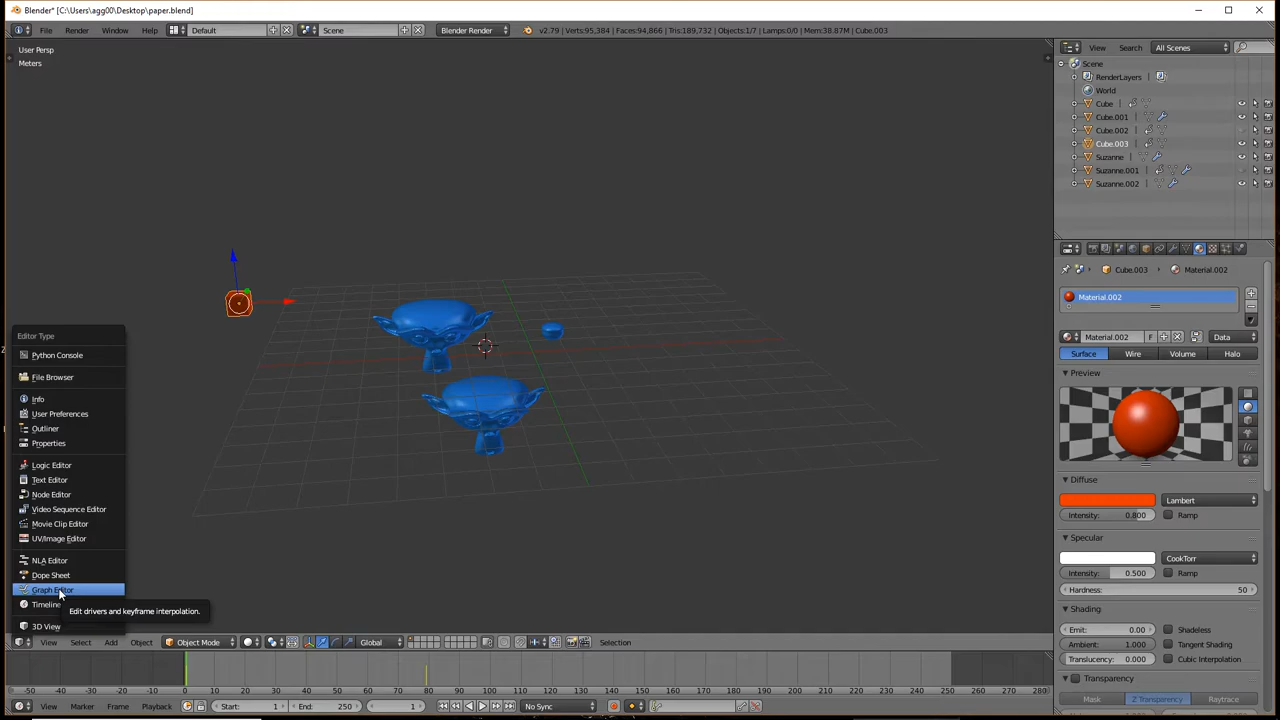 Blender* [C:\Users\agg00\Desktop\paper.blend]
File Render Window Help Default Scene Blender Render v2.79 | Verts:95,384 | Faces:94,866 | Tris:189,732 | Objects:1/7 | Lamps:0/0 | Mem:38.87M | Cube.003
User Persp
Meters
View Search All Scenes
Scene
RenderLayers
World
Cube
Cube.001
Cube.002
Cube.003
Suzanne
Suzanne.001
Suzanne.002
Cube.003 Material.002
Material.002
Material.002 F Data
Surface Wire Volume Halo
Preview
Diffuse
Lambert
Intensity: 0.800 Ramp
Specular
CookTorr
Intensity: 0.500 Ramp
Hardness: 50
Shading
Emit: 0.00 Shadeless
Ambient: 1.000 Tangent Shading
Translucency: 0.000 Cubic Interpolation
Transparency
Mask Z Transparency Raytrace
Editor Type
Python Console
File Browser
Info
User Preferences
Outliner
Properties
Logic Editor
Text Editor
Node Editor
Video Sequence Editor
Movie Clip Editor
UV/Image Editor
NLA Editor
Dope Sheet
Graph Editor
Timeline
Edit drivers and keyframe interpolation.
3D View
View Select Add Object Object Mode Global Selection
-50 -40 -30 -20 -10 0 10 20 30 40 50 60 70 80 90 100 110 120 130 140 150 160 170 180 190 200 210 220 230 240 250 260 270 280
View Marker Frame Playback Start: 1 End: 250 1 No Sync